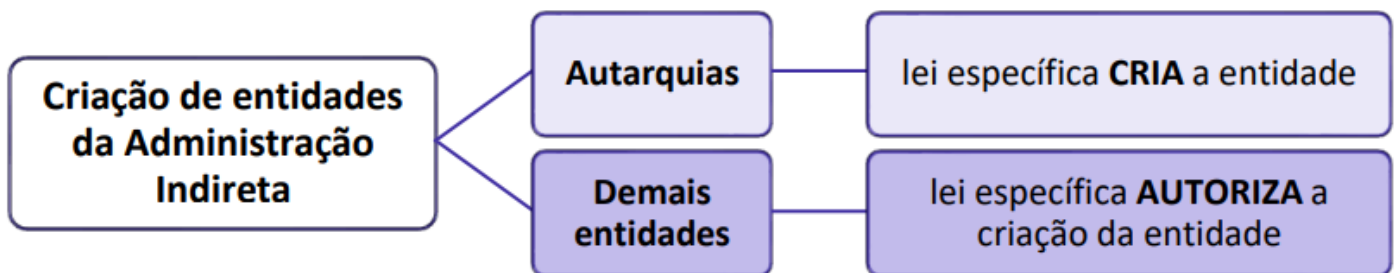 Criação de entidades
da Administração
Indireta
Autarquias
lei específica CRIA a entidade
Demais
entidades
lei específica AUTORIZA a
criação da entidade